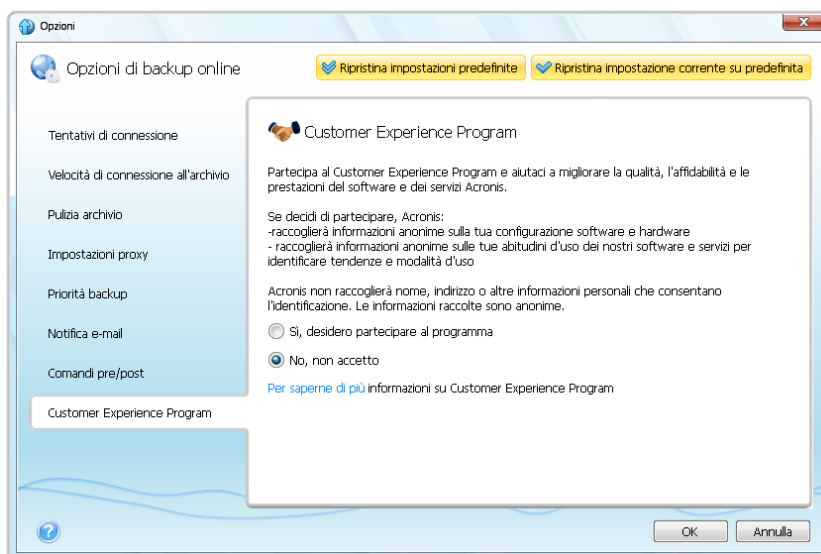 Opzioni
Opzioni di backup online
Ripristina impostazioni predefinite
Ripristina impostazione corrente su predefinita
Tentativi di connessione
Velocità di connessione all'archivio
Pulizia archivio
Impostazioni proxy
Priorità backup
Notifica e-mail
Comandi pre/post
Customer Experience Program
Customer Experience Program
Partecipa al Customer Experience Program e aiutaci a migliorare la qualità, l'affidabilità e le
prestazioni del software e dei servizi Acronis.
Se decidi di partecipare, Acronis:
-raccoglierà informazioni anonime sulla tua configurazione software e hardware
- raccoglierà informazioni anonime sulle tue abitudini d'uso dei nostri software e servizi per
identificare tendenze e modalità d'uso
Acronis non raccoglierà nome, indirizzo o altre informazioni personali che consentano
l'identificazione. Le informazioni raccolte sono anonime.
Sì, desidero partecipare al programma
No, non accetto
Per saperne di più informazioni su Customer Experience Program
OK
Annulla